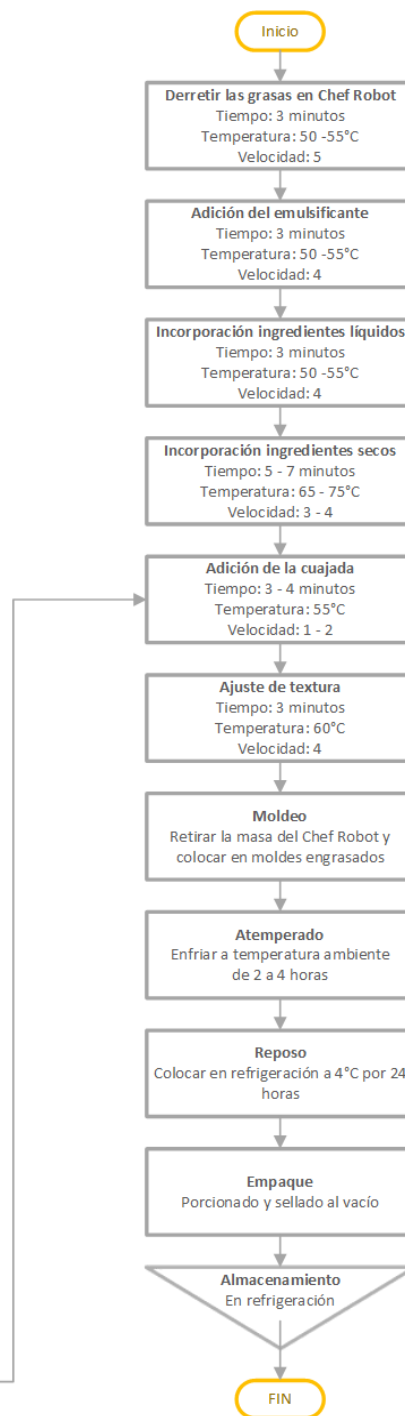 Inicio
Derretir las grasas en Chef Robot
Tiempo: 3 minutos
Temperatura: 50 -55°C
Velocidad: 5
Adición del emulsificante
Tiempo: 3 minutos
Temperatura: 50 -55°C
Velocidad: 4
Incorporación ingredientes líquidos
Tiempo: 3 minutos
Temperatura: 50 -55°C
Velocidad: 4
Incorporación ingredientes secos
Tiempo: 5 - 7 minutos
Temperatura: 65 - 75°C
Velocidad: 3 - 4
Adición de la cuajada
Tiempo: 3 - 4 minutos
Temperatura: 55°C
Velocidad: 1 - 2
Ajuste de textura
Tiempo: 3 minutos
Temperatura: 60°C
Velocidad: 4
Moldeo
Retirar la masa del Chef Robot y
colocar en moldes engrasados
Atemperado
Enfriar a temperatura ambiente
de 2 a 4 horas
Reposo
Colocar en refrigeración a 4°C por 24
horas
Empaque
Porcionado y sellado al vacío
Almacenamiento
En refrigeración
FIN